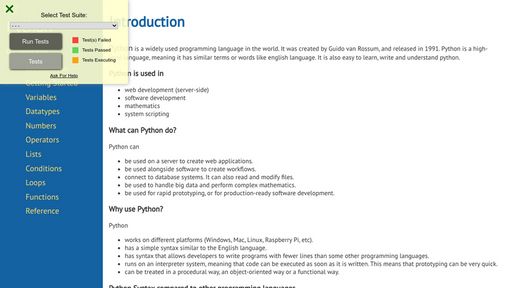 Select Test Suite:
- - -
Run Tests
Tests
Test(s) Failed
Tests Passed
Tests Executing
Ask For Help
Getting Started
Variables
Datatypes
Numbers
Operators
Lists
Conditions
Loops
Functions
Reference
Introduction
Python is a widely used programming language in the world. It was created by Guido van Rossum, and released in 1991. Python is a high-
language, meaning it has similar terms or words like english language. It is also easy to learn, write and understand python.
Python is used in
web development (server-side)
software development
mathematics
system scripting
What can Python do?
Python can
be used on a server to create web applications.
be used alongside software to create workflows.
connect to database systems. It can also read and modify files.
be used to handle big data and perform complex mathematics.
be used for rapid prototyping, or for production-ready software development.
Why use Python?
Python
works on different platforms (Windows, Mac, Linux, Raspberry Pi, etc).
has a simple syntax similar to the English language.
has syntax that allows developers to write programs with fewer lines than some other programming languages.
runs on an interpreter system, meaning that code can be executed as soon as it is written. This means that prototyping can be very quick.
can be treated in a procedural way, an object-oriented way or a functional way.
Python Syntax compared to other programming languages